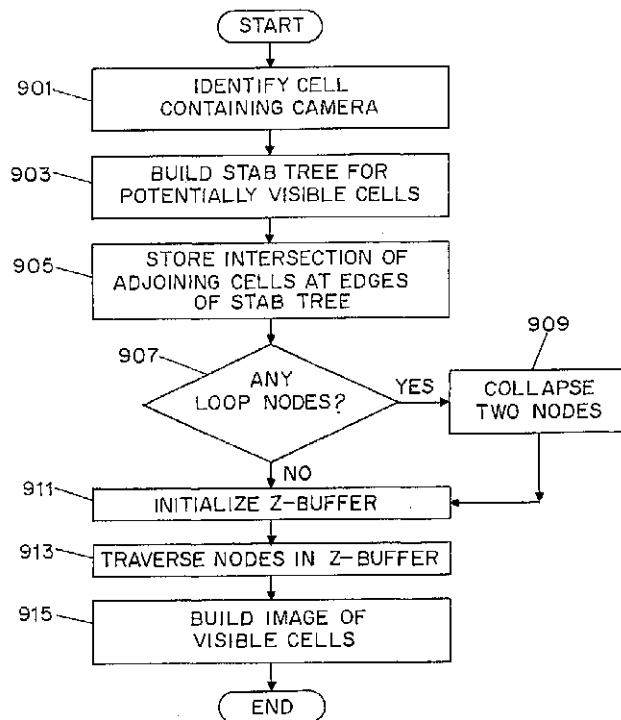 START
901
IDENTIFY CELL
CONTAINING CAMERA
903
BUILD STAB TREE FOR
POTENTIALLY VISIBLE CELLS
905
STORE INTERSECTION OF
ADJOINING CELLS AT EDGES
OF STAB TREE
907
ANY
LOOP NODES?
YES
909
COLLAPSE
TWO NODES
NO
911
INITIALIZE Z-BUFFER
913
TRAVERSE NODES IN Z-BUFFER
915
BUILD IMAGE OF
VISIBLE CELLS
END